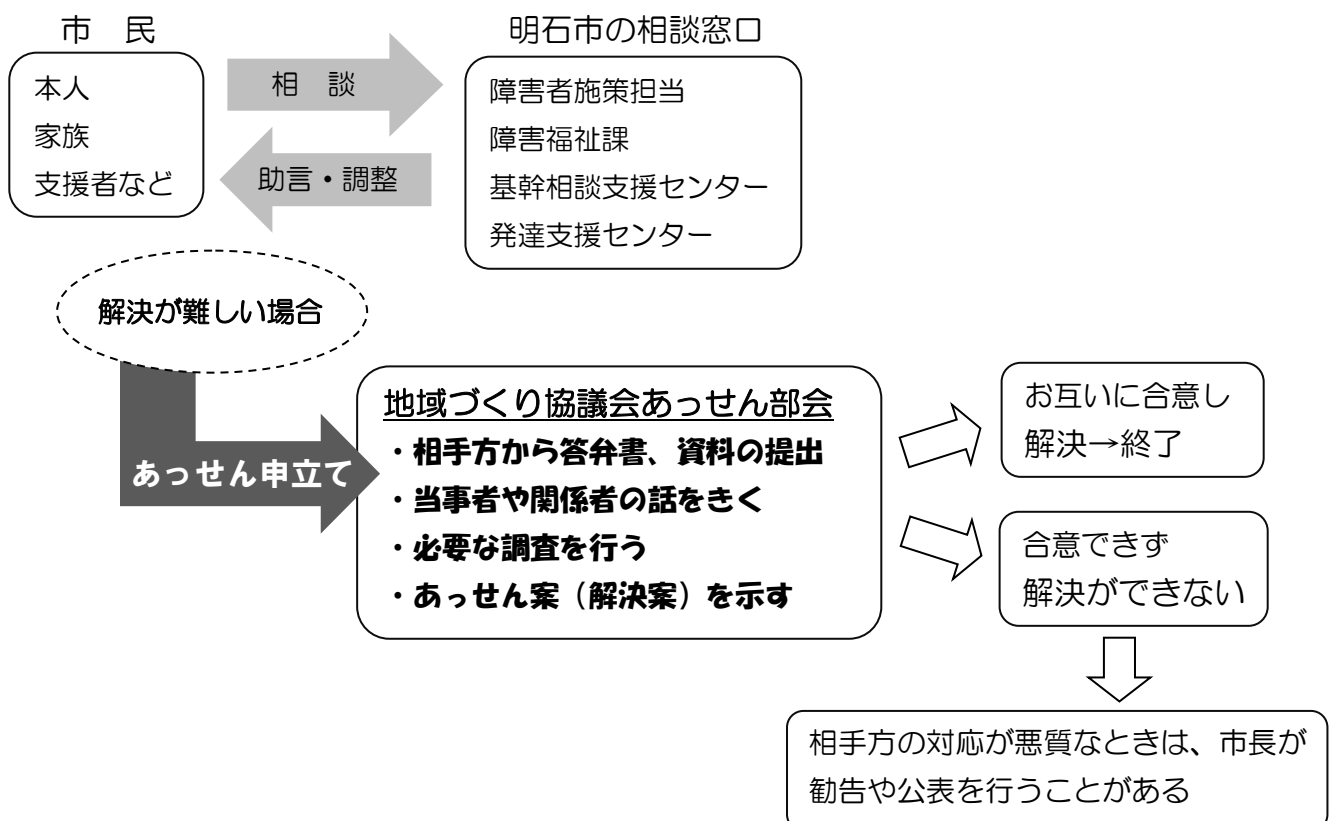 市　民
本人
家族
支援者など
相　談
助言・調整
明石市の相談窓口
障害者施策担当
障害福祉課
基幹相談支援センター
発達支援センター
解決が難しい場合
あっせん申立て
地域づくり協議会あっせん部会
・相手方から答弁書、資料の提出
・当事者や関係者の話をきく
・必要な調査を行う
・あっせん案（解決案）を示す
お互いに合意し
解決→終了
合意できず
解決ができない
相手方の対応が悪質なときは、市長が
勧告や公表を行うことがある